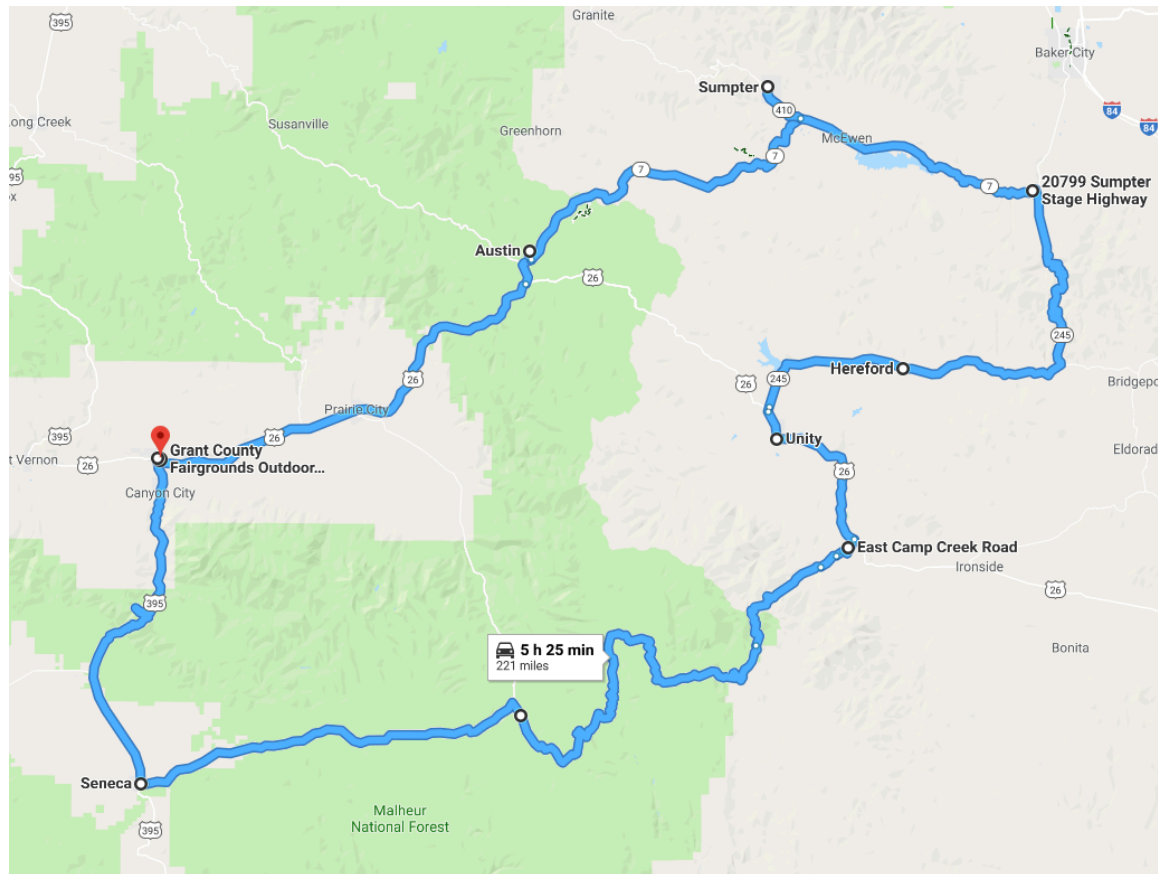 395
Granite
Baker City
Sumpter
84
84
410
Long Creek
Susanville
Greenhorn
McEwen
7
7
7
20799 Sumpter
Stage Highway
Austin
26
245
Hereford
245
26
Bridgepo
26
Prairie City
Unity
395
26
Grant County
Fairgrounds Outdoor...
t Vernon
26
Eldorad
26
Canyon City
East Camp Creek Road
Ironside
26
395
5 h 25 min
221 miles
Bonita
Seneca
Malheur
National Forest
395